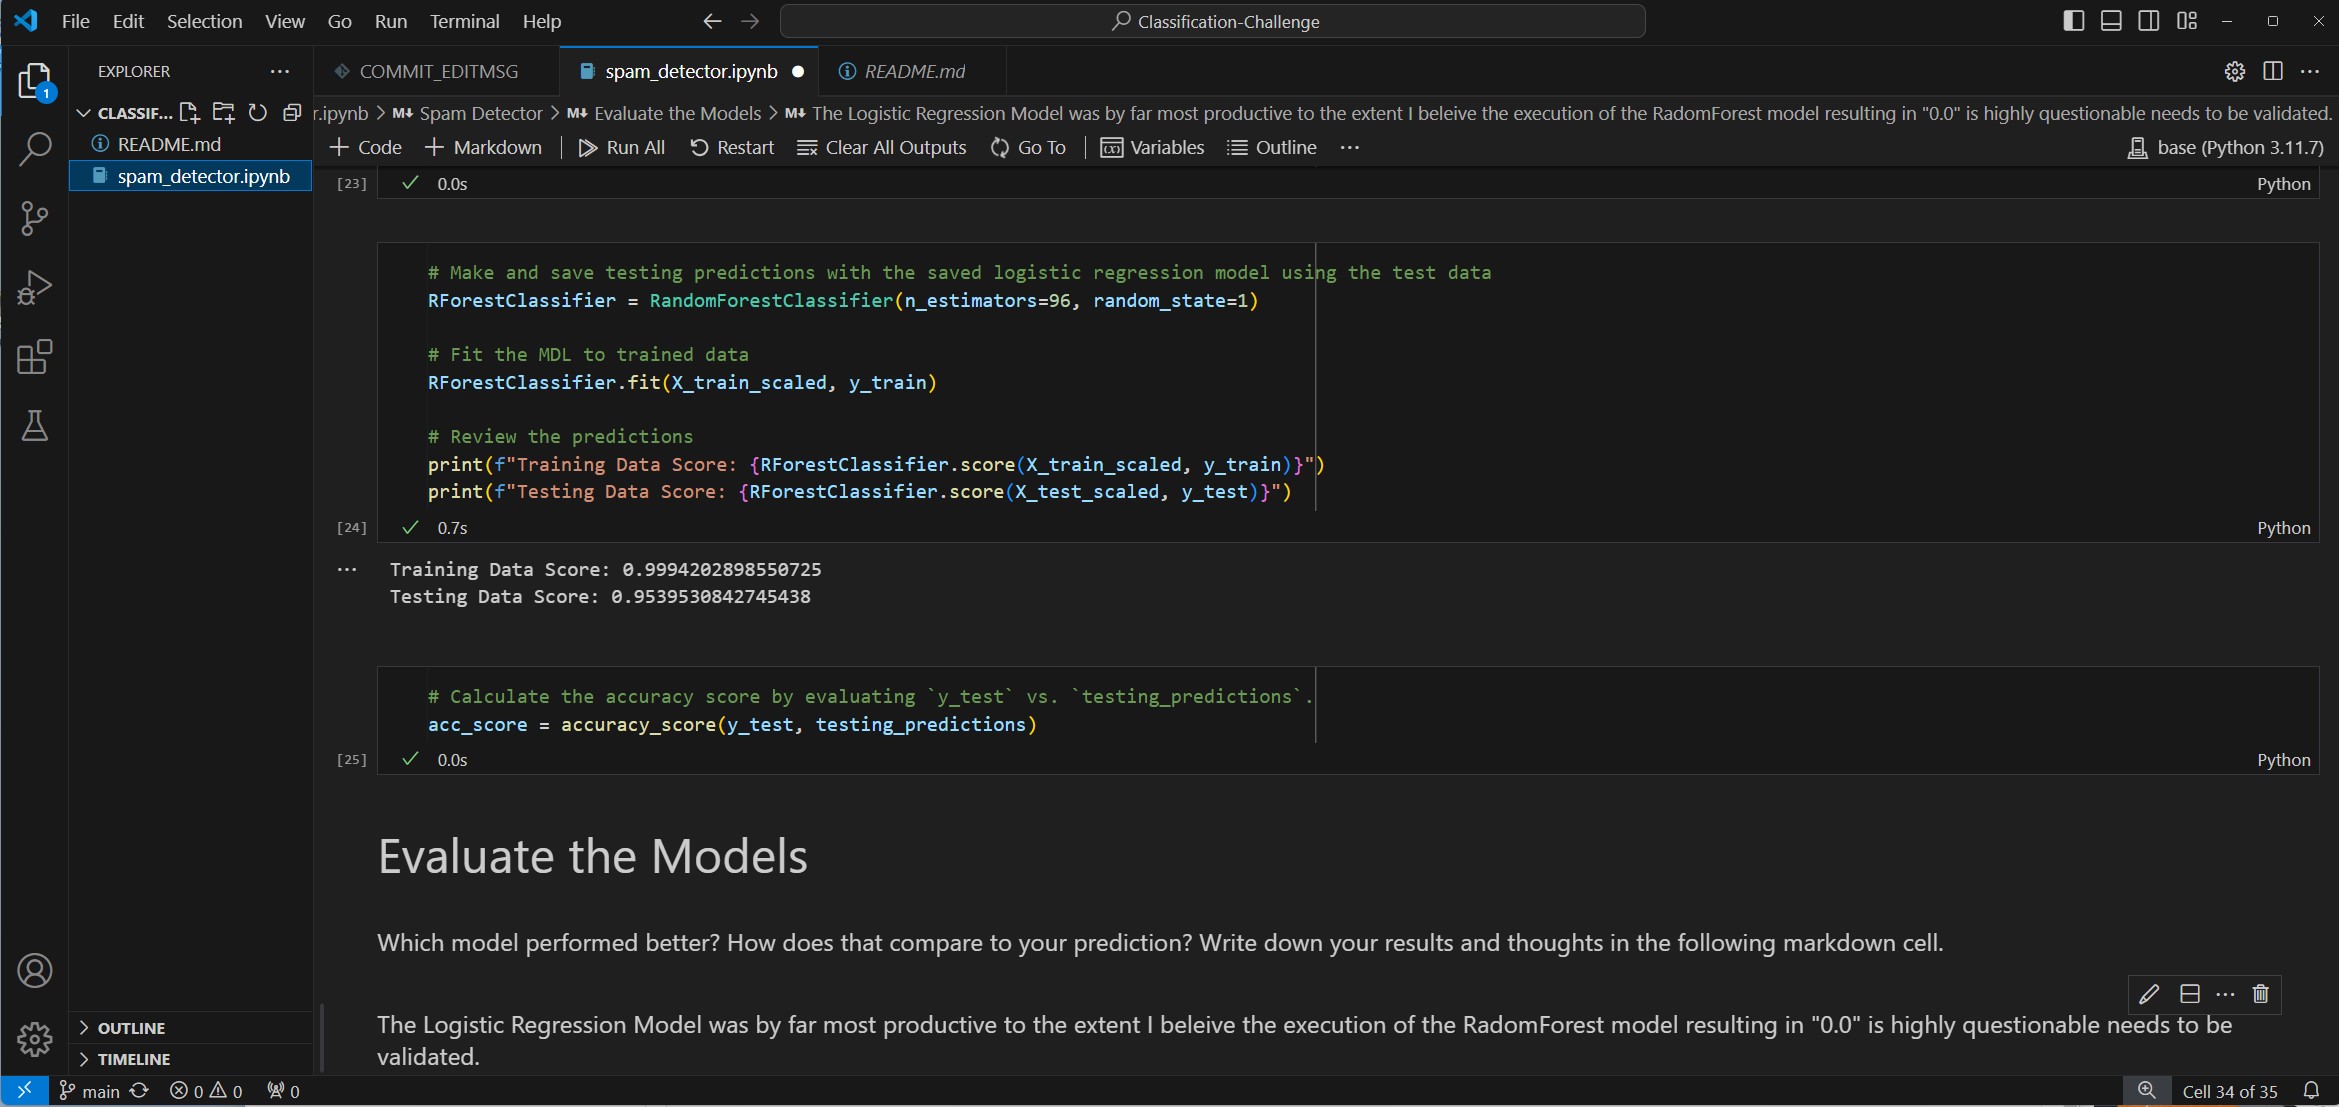 File Edit Selection View Go Run Terminal Help
Classification-Challenge
EXPLORER
COMMIT_EDITMSG
spam_detector.ipynb
README.md
CLASSIF...
r.ipynb > M↓ Spam Detector > M↓ Evaluate the Models > M↓ The Logistic Regression Model was by far most productive to the extent I beleive the execution of the RadomForest model resulting in "0.0" is highly questionable needs to be validated.
README.md
spam_detector.ipynb
+ Code + Markdown Run All Restart Clear All Outputs Go To Variables Outline ...
base (Python 3.11.7)
[23] 0.0s Python
# Make and save testing predictions with the saved logistic regression model using the test data
RForestClassifier = RandomForestClassifier(n_estimators=96, random_state=1)
# Fit the MDL to trained data
RForestClassifier.fit(X_train_scaled, y_train)
# Review the predictions
print(f"Training Data Score: {RForestClassifier.score(X_train_scaled, y_train)}")
print(f"Testing Data Score: {RForestClassifier.score(X_test_scaled, y_test)}")
[24] 0.7s Python
... Training Data Score: 0.9994202898550725
Testing Data Score: 0.9539530842745438
# Calculate the accuracy score by evaluating `y_test` vs. `testing_predictions`.
acc_score = accuracy_score(y_test, testing_predictions)
[25] 0.0s Python
Evaluate the Models
Which model performed better? How does that compare to your prediction? Write down your results and thoughts in the following markdown cell.
The Logistic Regression Model was by far most productive to the extent I beleive the execution of the RadomForest model resulting in "0.0" is highly questionable needs to be
validated.
1
OUTLINE
TIMELINE
main 0 0 0
Cell 34 of 35